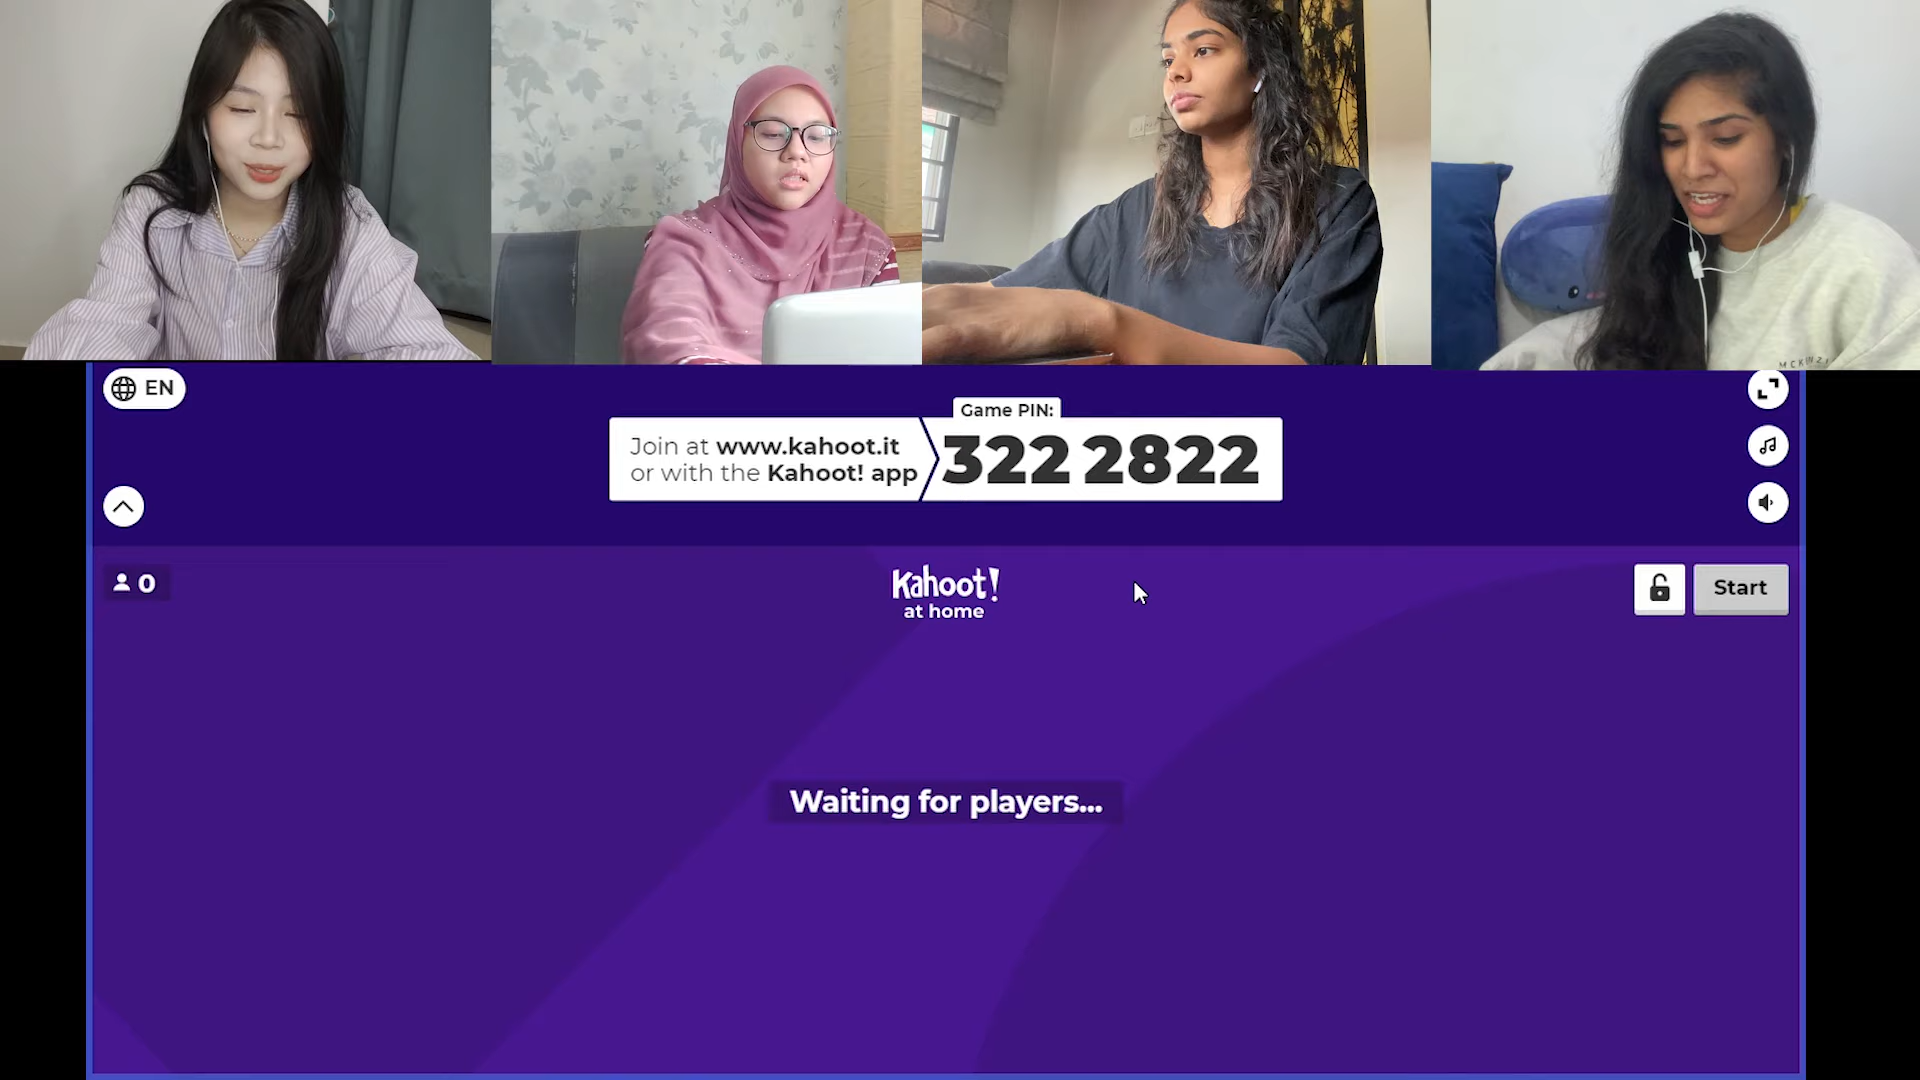 MCKINZI
EN
Game PIN:
Join at www.kahoot.it
or with the Kahoot! app
322 2822
0
Kahoot!
at home
Start
Waiting for players...